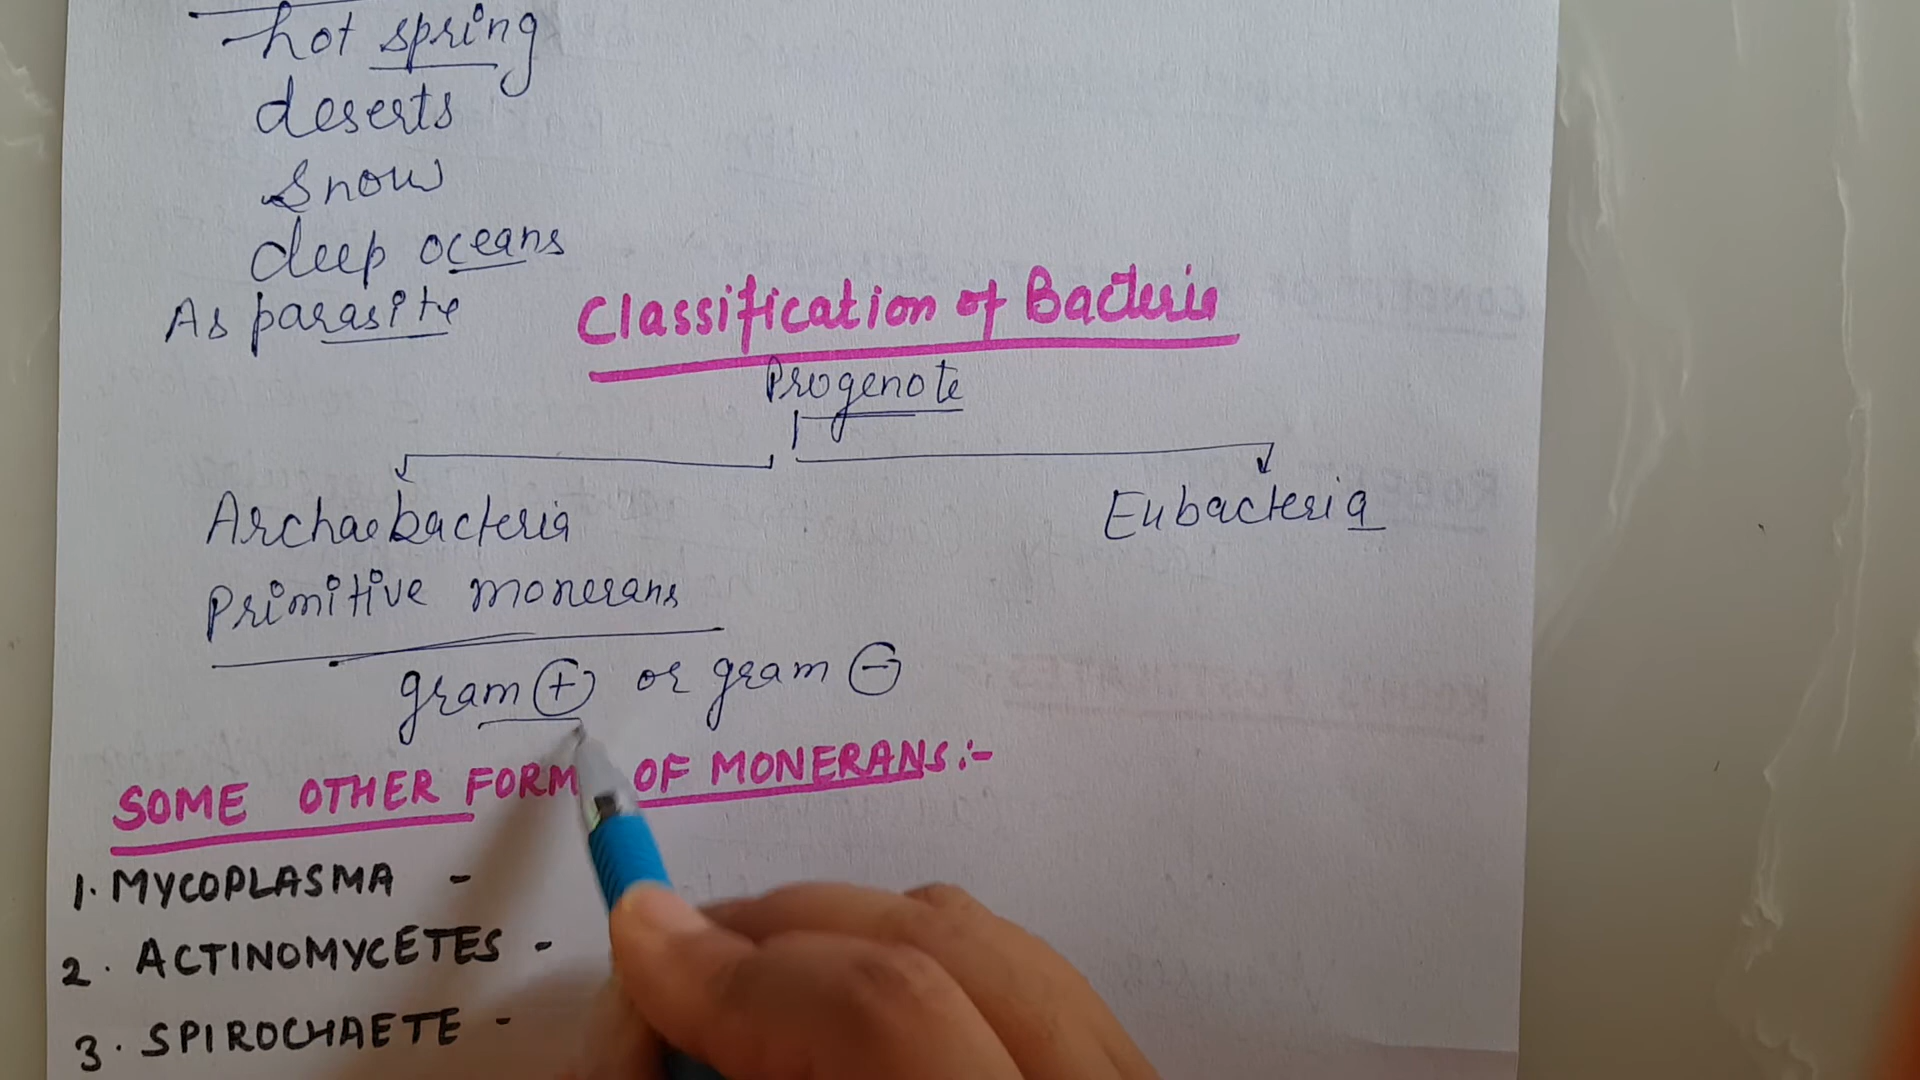 hot spring
deserts
Snow
deep oceans
As parasite
Classification of Bacteria
Progenote
Archaebacteria
Eubacteria
Primitive monerans
gram + or gram -
SOME OTHER FORM OF MONERANS:-
1. MYCOPLASMA -
2. ACTINOMYCETES -
3. SPIROCHAETE -